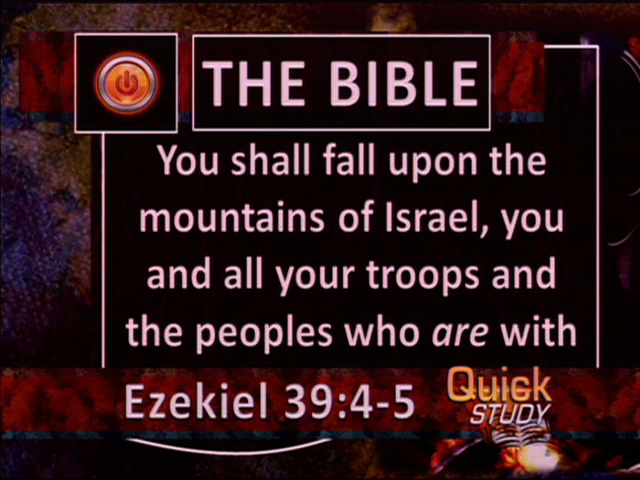 THE BIBLE
You shall fall upon the
mountains of Israel, you
and all your troops and
the peoples who are with
Ezekiel 39:4-5
Quick
STUDY